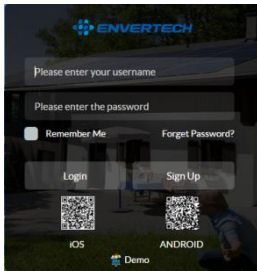 ENVERTECH
Please enter your username
Please enter the password
Remember Me Forget Password?
Login Sign Up
iOS ANDROID
Demo